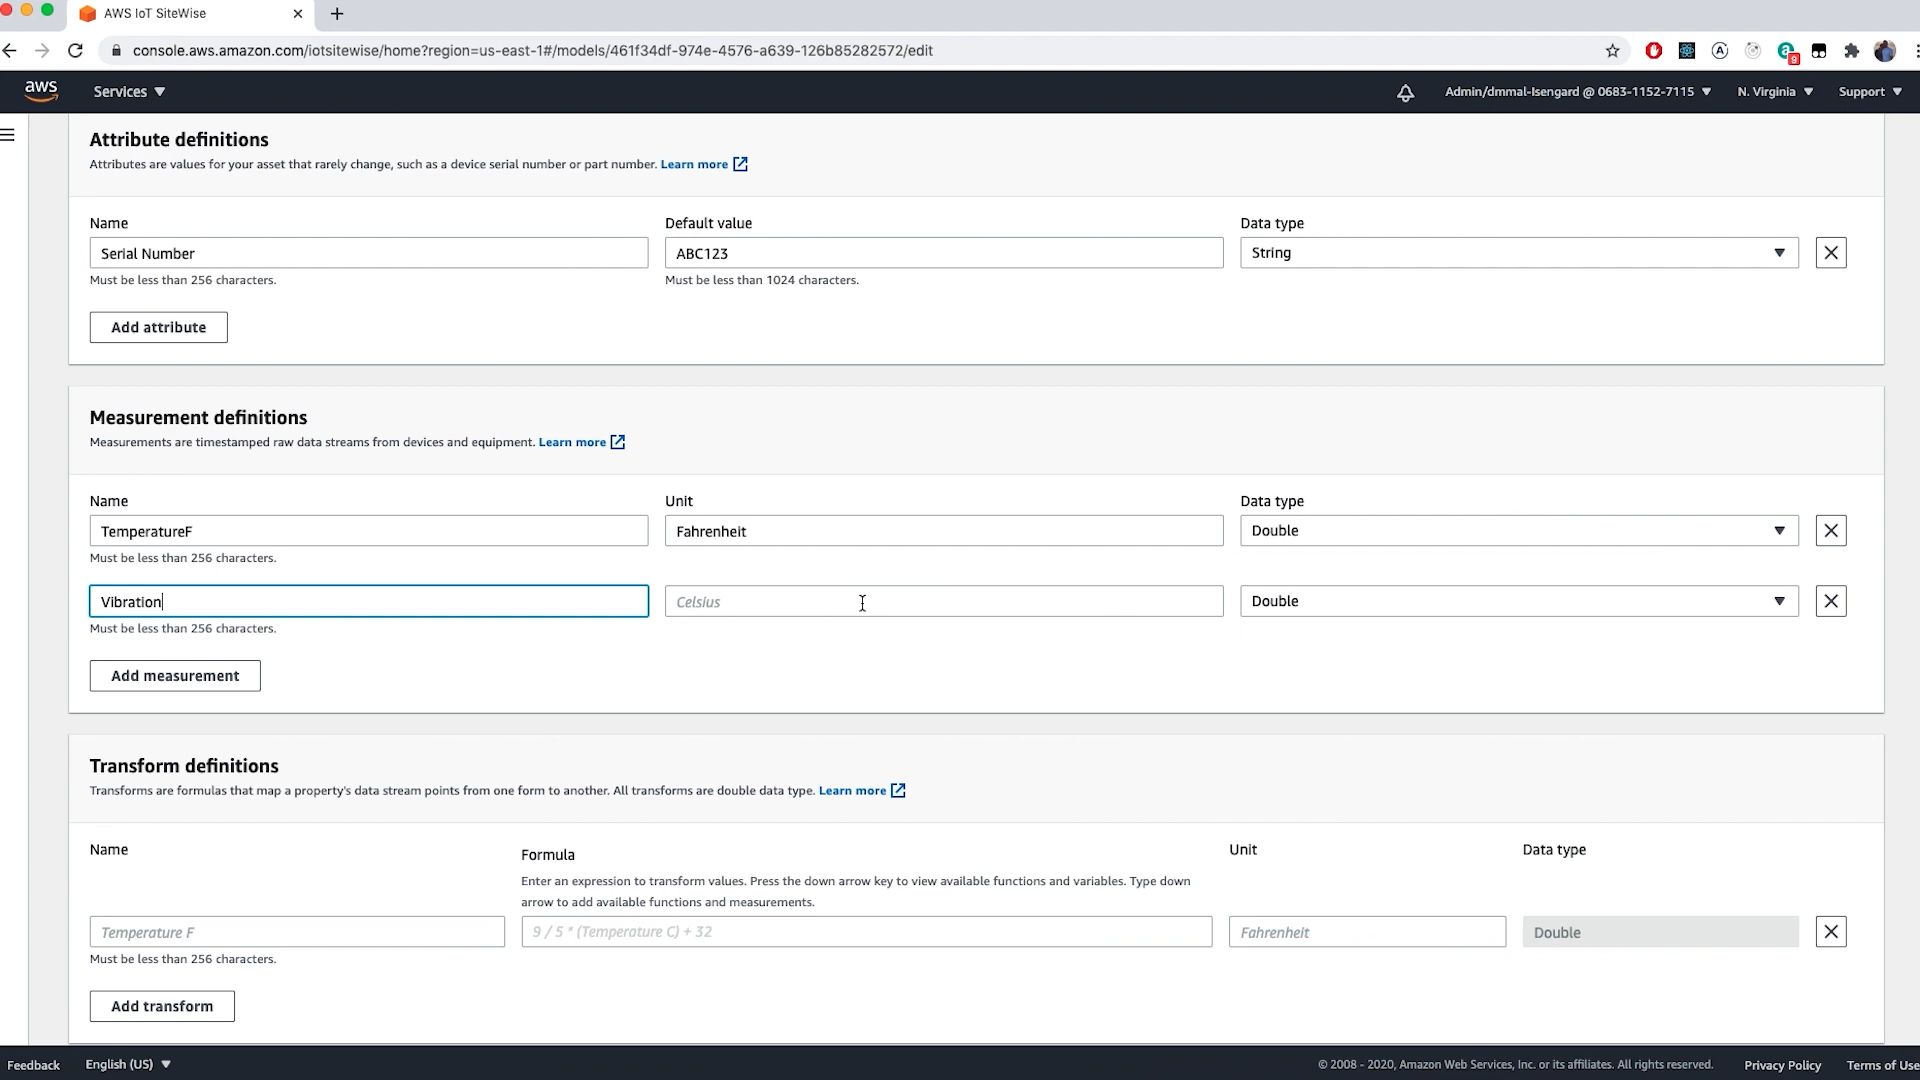 AWS IoT SiteWise
console.aws.amazon.com/iotsitewise/home?region=us-east-1#/models/461f34df-974e-4576-a639-126b85282572/edit
9
aws
Services
Admin/dmmal-Isengard @ 0683-1152-7115
N. Virginia
Support
Attribute definitions
Attributes are values for your asset that rarely change, such as a device serial number or part number. Learn more
Name
Default value
Data type
Serial Number
ABC123
String
Must be less than 256 characters.
Must be less than 1024 characters.
Add attribute
Measurement definitions
Measurements are timestamped raw data streams from devices and equipment. Learn more
Name
Unit
Data type
TemperatureF
Fahrenheit
Double
Must be less than 256 characters.
Vibration
Celsius
Double
Must be less than 256 characters.
Add measurement
Transform definitions
Transforms are formulas that map a property's data stream points from one form to another. All transforms are double data type. Learn more
Name
Formula
Unit
Data type
Enter an expression to transform values. Press the down arrow key to view available functions and variables. Type down
arrow to add available functions and measurements.
Temperature F
9 / 5 * (Temperature C) + 32
Fahrenheit
Double
Must be less than 256 characters.
Add transform
Feedback
English (US)
© 2008 - 2020, Amazon Web Services, Inc. or its affiliates. All rights reserved.
Privacy Policy
Terms of Use